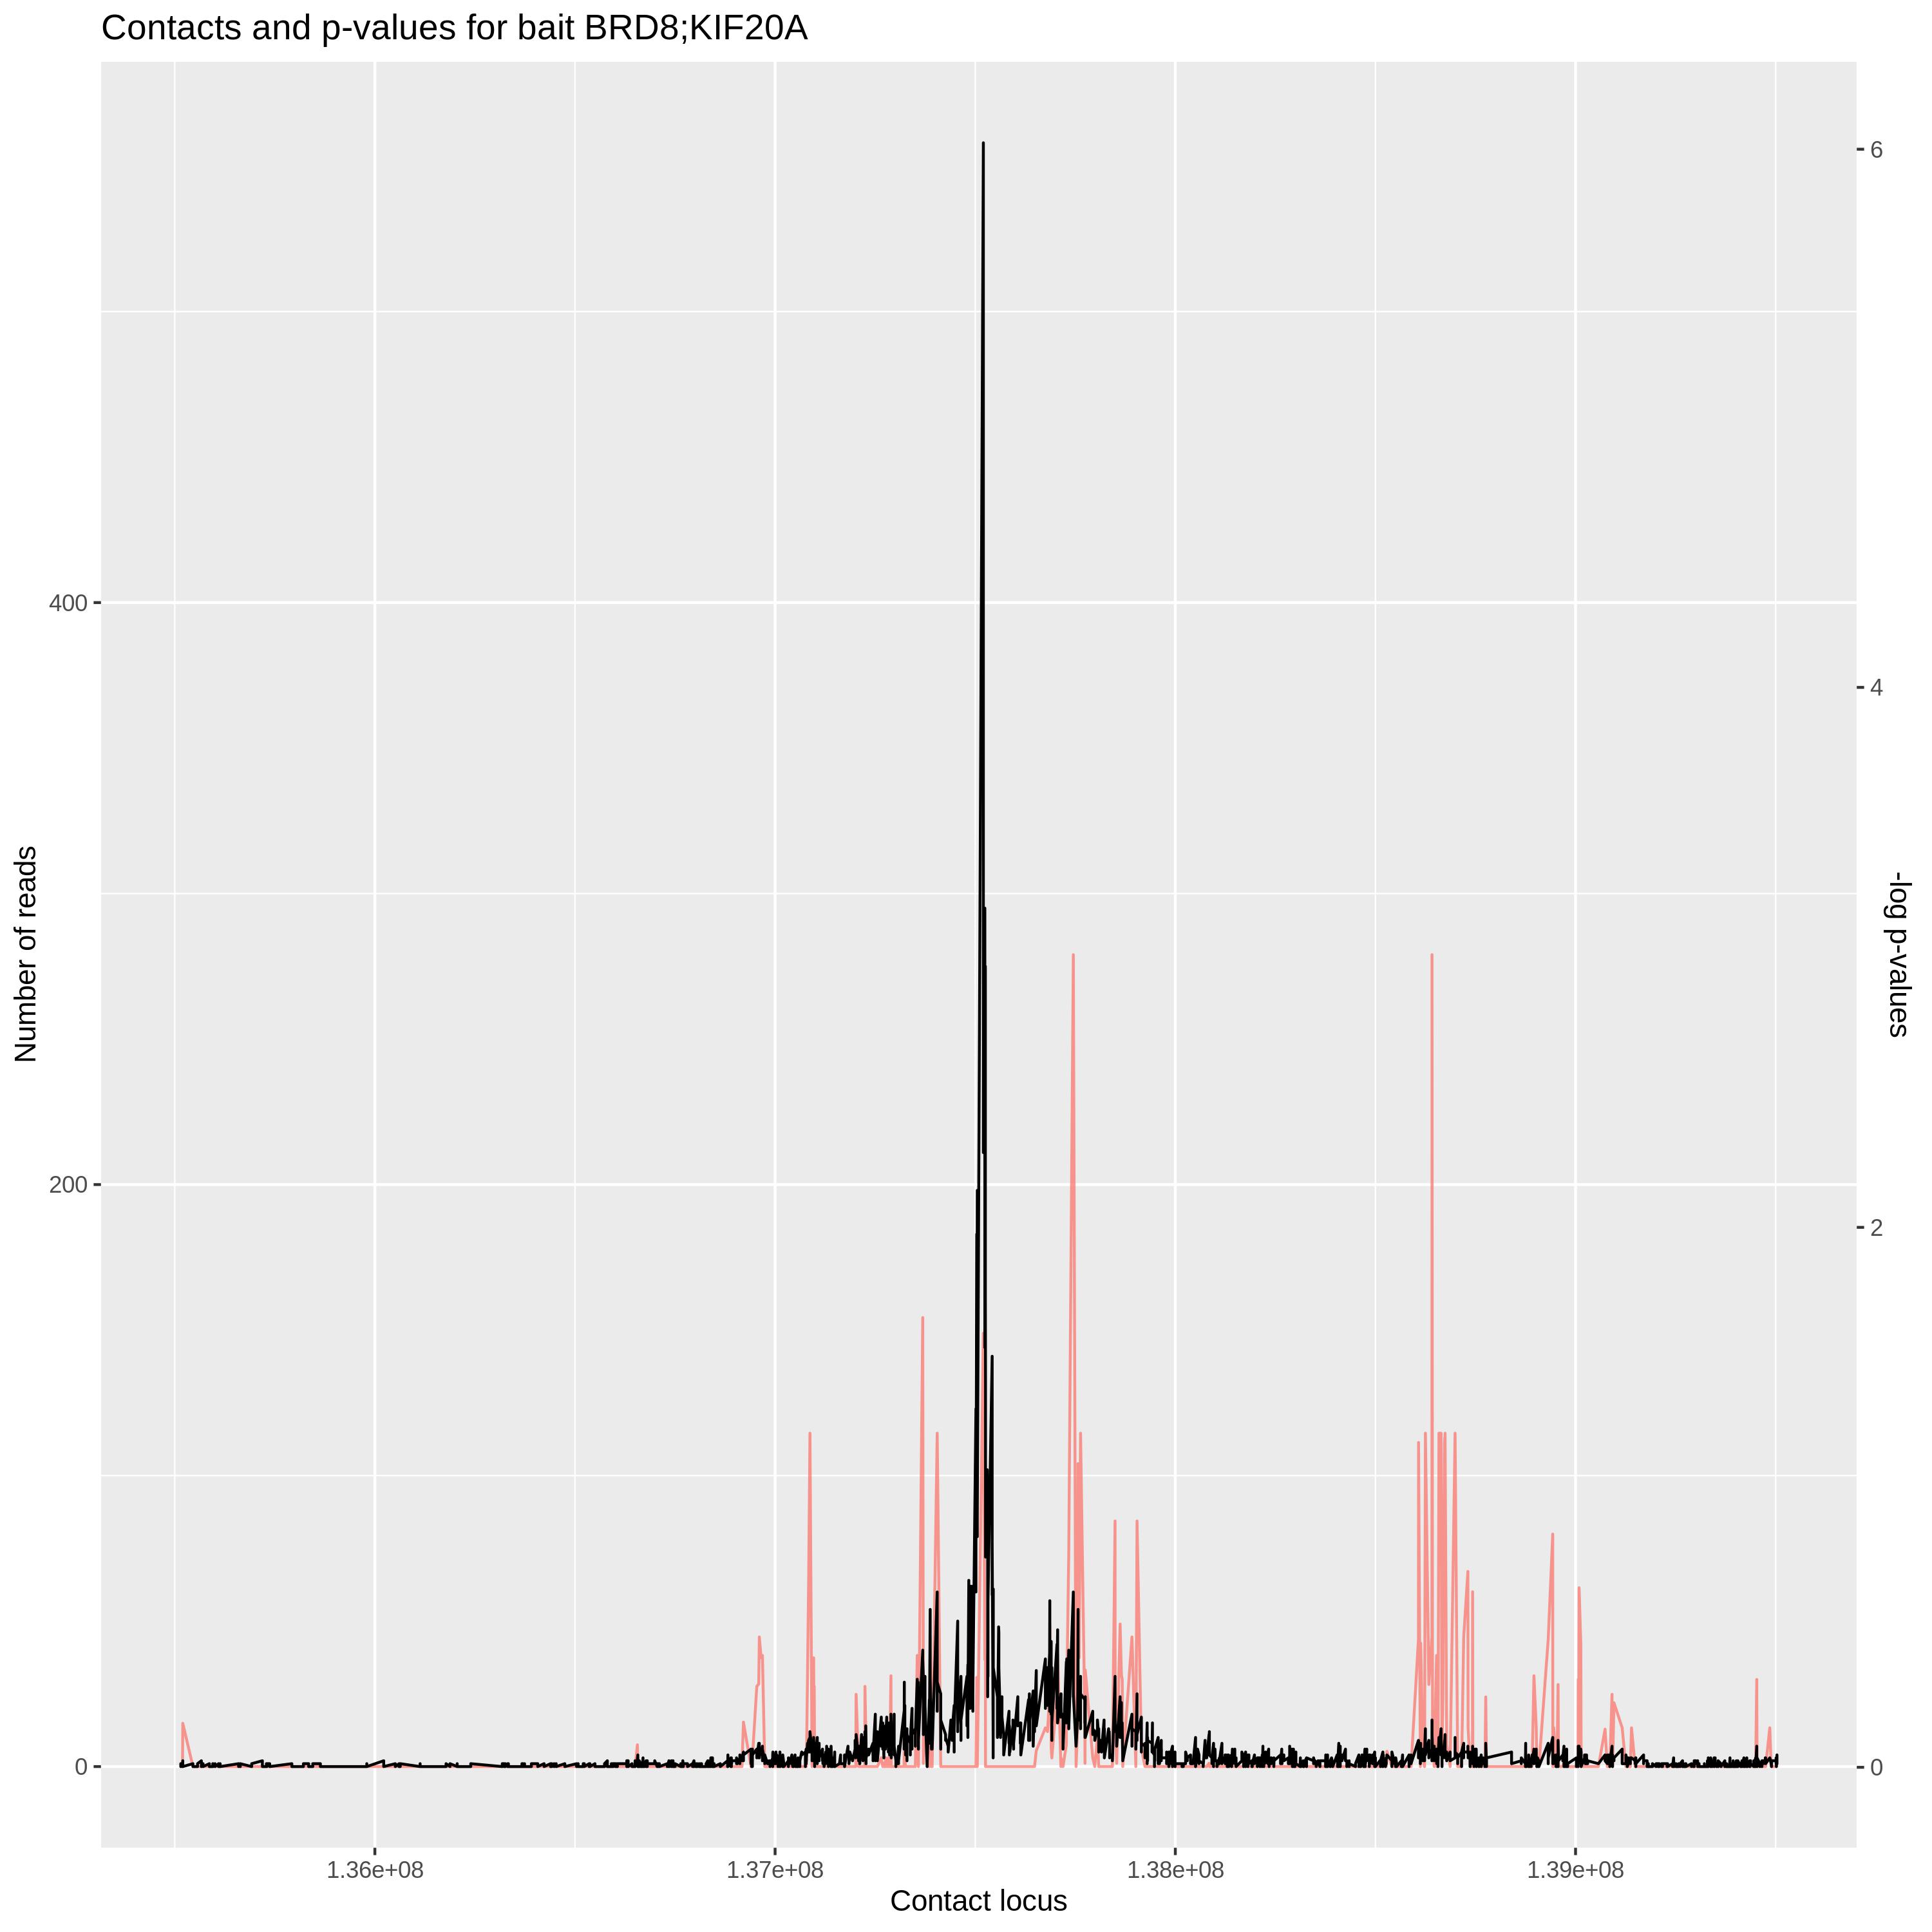 Contacts and p-values for bait BRD8;KIF20A
Number of reads
400
200
0
6
4
2
0
-log p-values
1.36e+08 1.37e+08 1.38e+08 1.39e+08
Contact locus